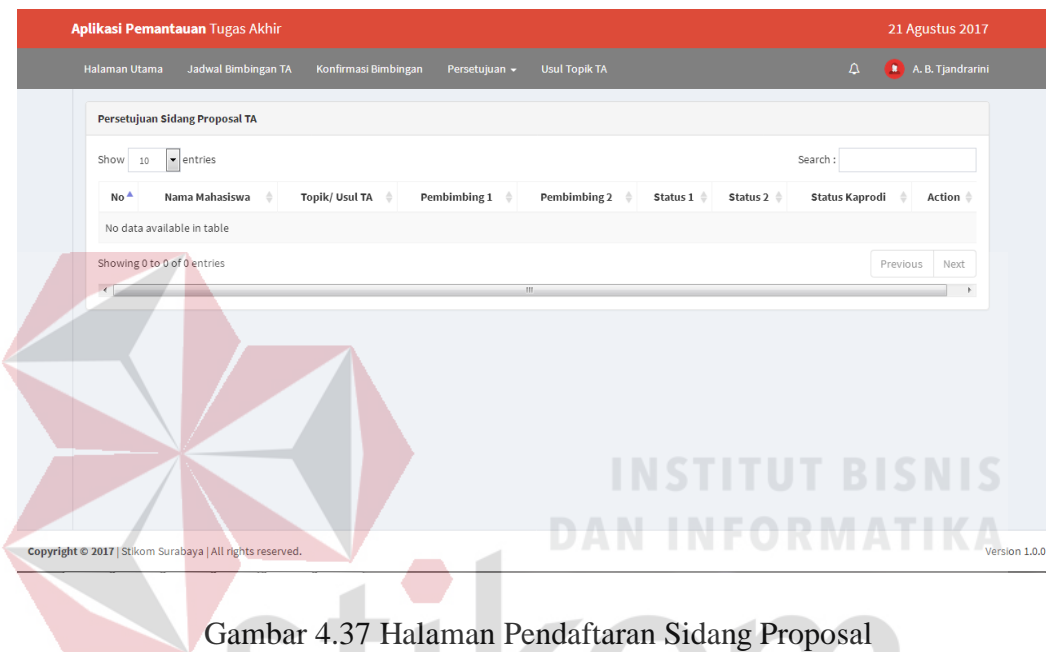 Aplikasi Pemantauan Tugas Akhir 21 Agustus 2017
Halaman Utama Jadwal Bimbingan TA Konfirmasi Bimbingan Persetujuan Usul Topik TA A. B. Tjandrarini
Persetujuan Sidang Proposal TA
Show 10 entries Search :
No Nama Mahasiswa Topik/ Usul TA Pembimbing 1 Pembimbing 2 Status 1 Status 2 Status Kaprodi Action
No data available in table
Showing 0 to 0 of 0 entries Previous Next
INSTITUT BISNIS
DAN INFORMATIKA
Copyright © 2017 | Stikom Surabaya | All rights reserved. Version 1.0.0
Gambar 4.37 Halaman Pendaftaran Sidang Proposal